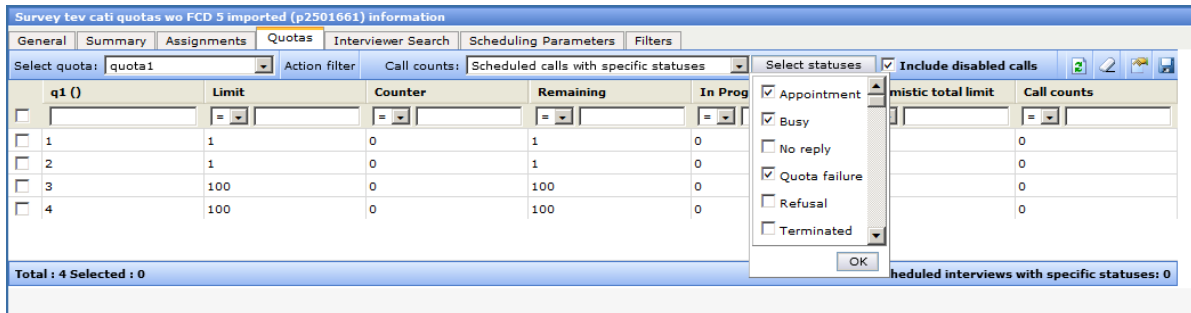 Survey tev cati quotas wo FCD 5 imported (p2501661) information
General Summary Assignments Quotas Interviewer Search Scheduling Parameters Filters
Select quota: quota1 Action filter Call counts: Scheduled calls with specific statuses Select statuses Include disabled calls
q1 () Limit Counter Remaining In Prog mistic total limit Call counts
= = = = =
1 1 0 1 0 0
2 1 0 1 0 0
3 100 0 100 0 0
4 100 0 100 0 0
Appointment
Busy
No reply
Quota failure
Refusal
Terminated
OK
Total : 4 Selected : 0 heduled interviews with specific statuses: 0